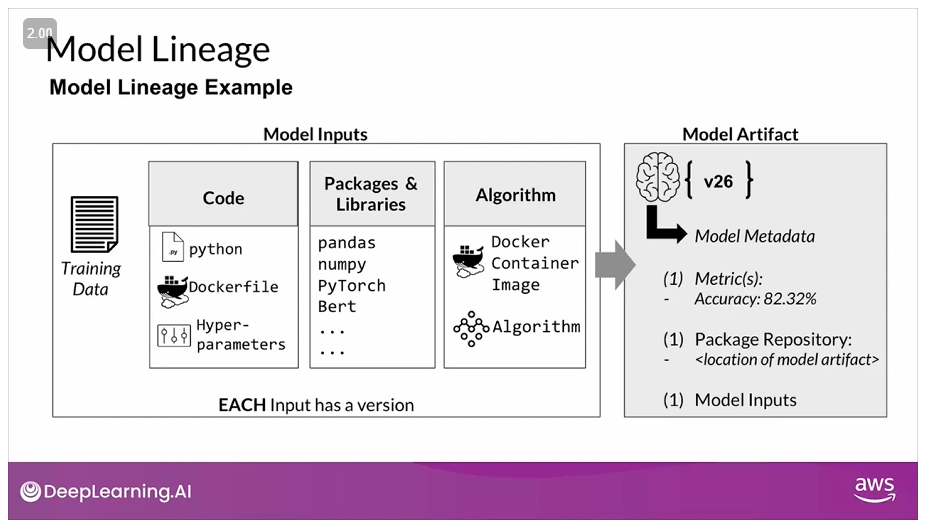 2.00
Model Lineage
Model Lineage Example
Model Inputs
Training
Data
Code
.py
python
Dockerfile
Hyper-
parameters
Packages &
Libraries
pandas
numpy
PyTorch
Bert
...
...
Algorithm
Docker
Container
Image
Algorithm
EACH Input has a version
Model Artifact
{ v26 }
Model Metadata
(1) Metric(s):
- Accuracy: 82.32%
(1) Package Repository:
- <location of model artifact>
(1) Model Inputs
DeepLearning.AI
aws